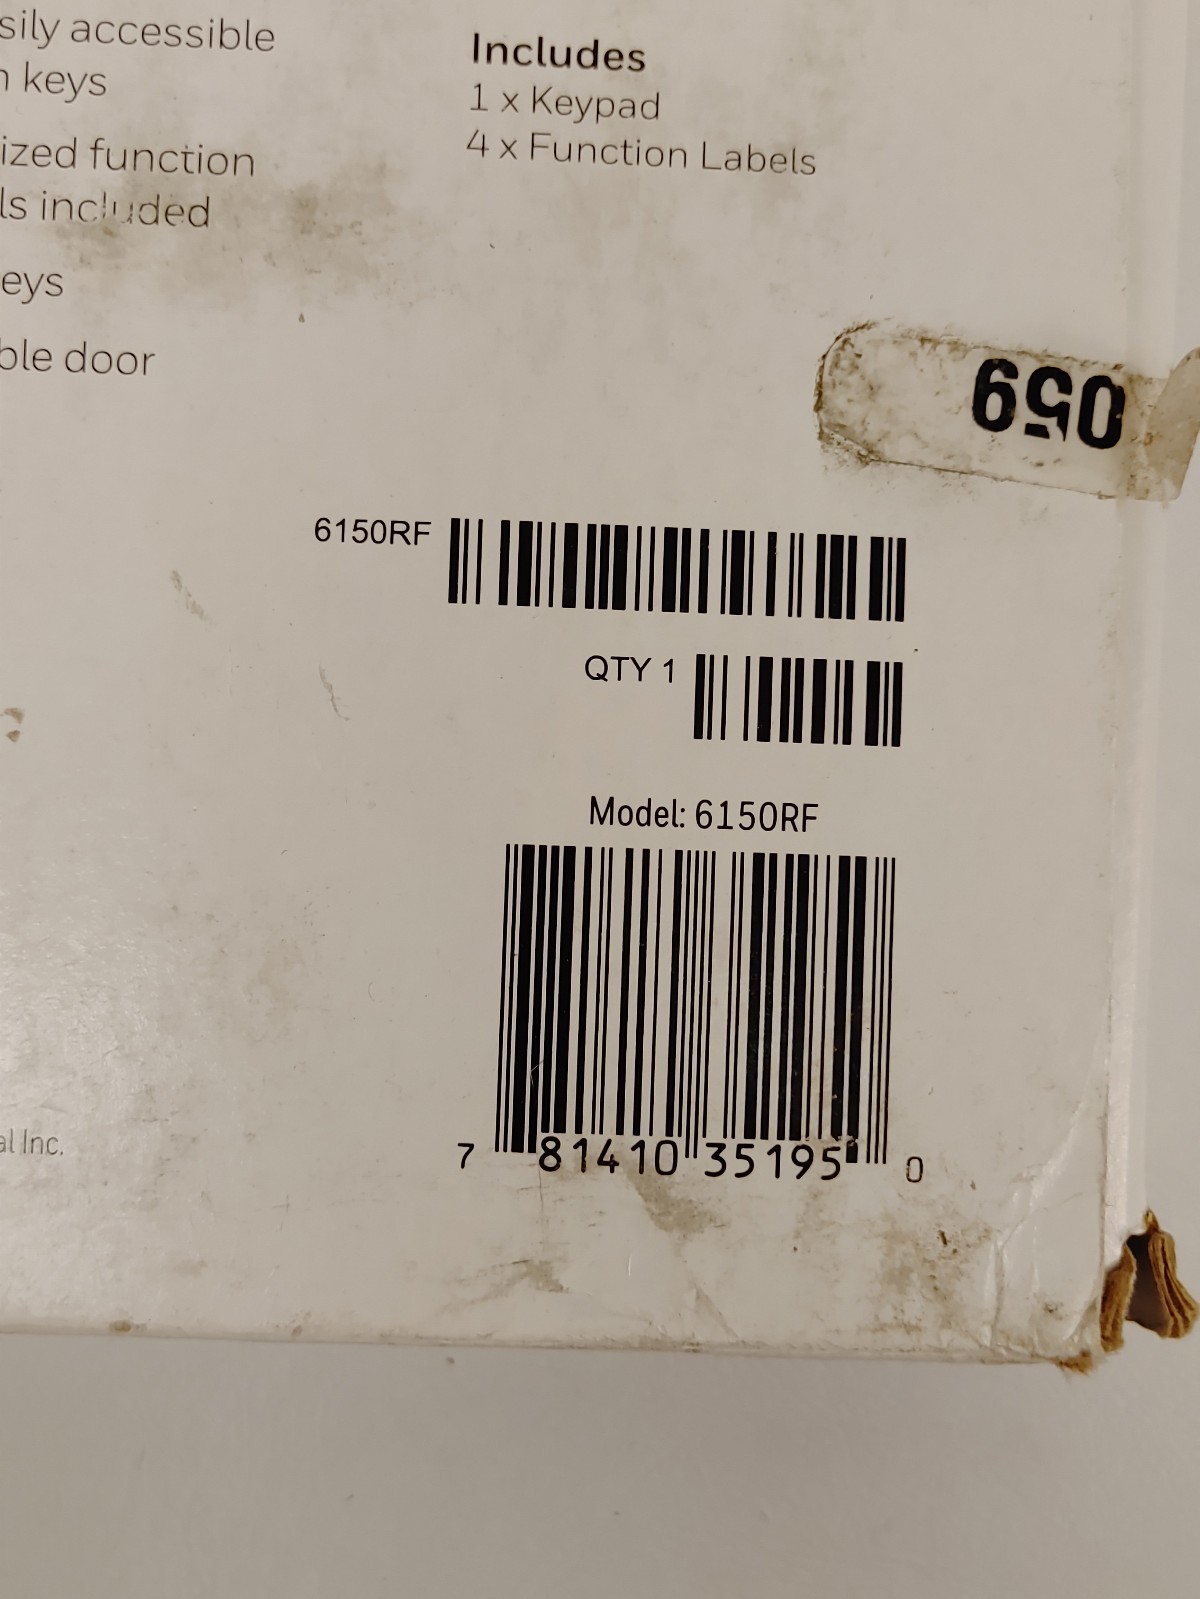 sily accessible
n keys
ized function
ls included
eys
ble door
Includes
1 x Keypad
4 x Function Labels
059
6150RF
QTY 1
Model: 6150RF
7 81410 35195 0
al Inc.